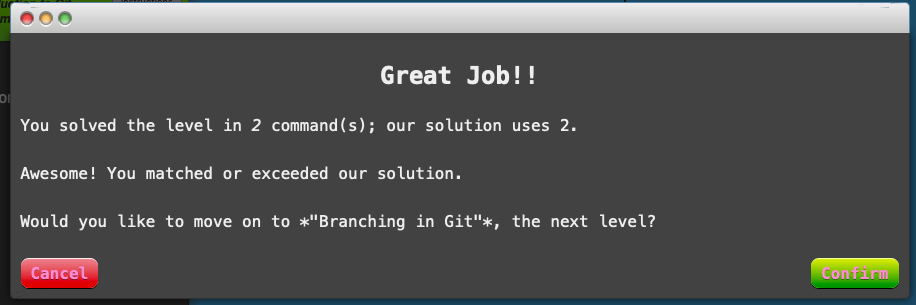 Great Job!!
You solved the level in 2 command(s); our solution uses 2.
Awesome! You matched or exceeded our solution.
Would you like to move on to *"Branching in Git"*, the next level?
Cancel
Confirm